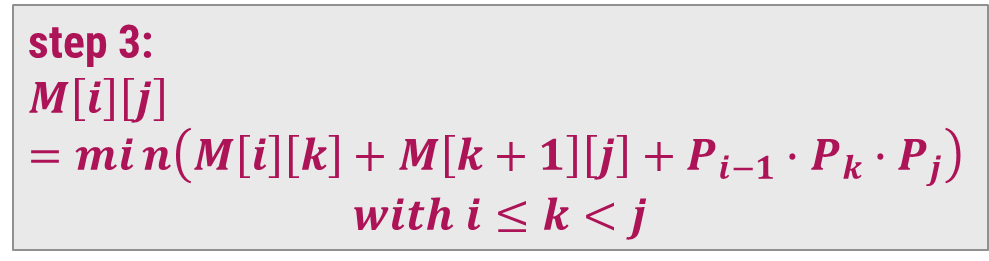 step 3:
M[i][j]
= min(M[i][k] + M[k + 1][j] + P_{i−1} · P_k · P_j)
with i ≤ k < j